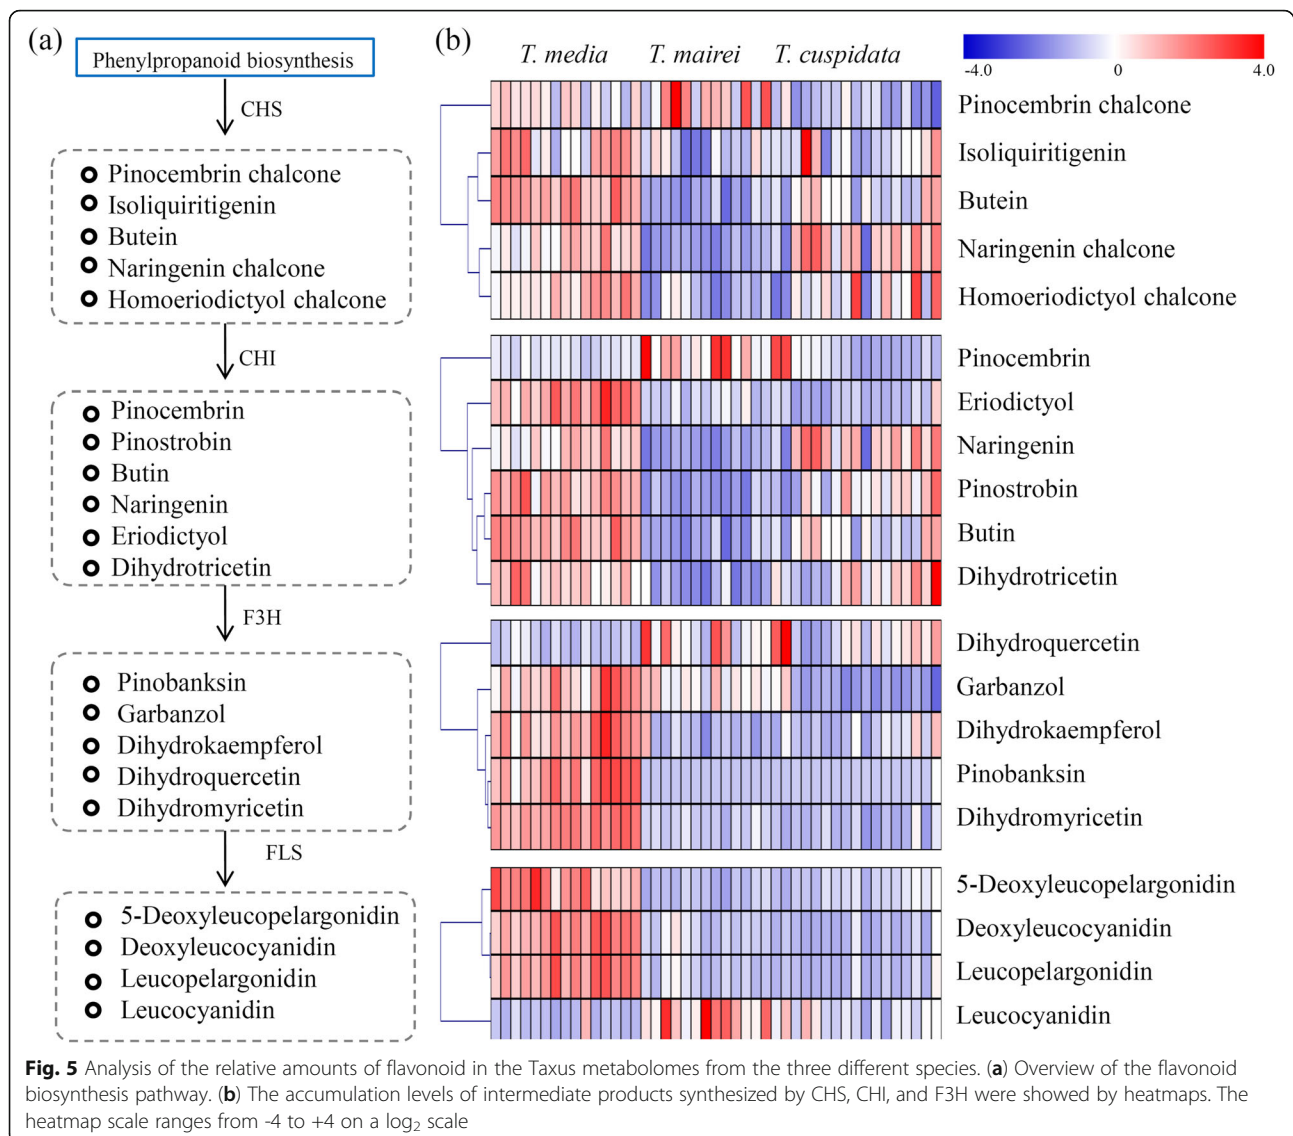 (a)
Phenylpropanoid biosynthesis
CHS
Pinocembrin chalcone
Isoliquiritigenin
Butein
Naringenin chalcone
Homoeriodictyol chalcone
CHI
Pinocembrin
Pinostrobin
Butin
Naringenin
Eriodictyol
Dihydrotricetin
F3H
Pinobanksin
Garbanzol
Dihydrokaempferol
Dihydroquercetin
Dihydromyricetin
FLS
5-Deoxyleucopelargonidin
Deoxyleucocyanidin
Leucopelargonidin
Leucocyanidin
(b)
T. media T. mairei T. cuspidata
-4.0 0 4.0
Pinocembrin chalcone
Isoliquiritigenin
Butein
Naringenin chalcone
Homoeriodictyol chalcone
Pinocembrin
Eriodictyol
Naringenin
Pinostrobin
Butin
Dihydrotricetin
Dihydroquercetin
Garbanzol
Dihydrokaempferol
Pinobanksin
Dihydromyricetin
5-Deoxyleucopelargonidin
Deoxyleucocyanidin
Leucopelargonidin
Leucocyanidin
Fig. 5 Analysis of the relative amounts of flavonoid in the Taxus metabolomes from the three different species. (a) Overview of the flavonoid
biosynthesis pathway. (b) The accumulation levels of intermediate products synthesized by CHS, CHI, and F3H were showed by heatmaps. The
heatmap scale ranges from -4 to +4 on a log₂ scale